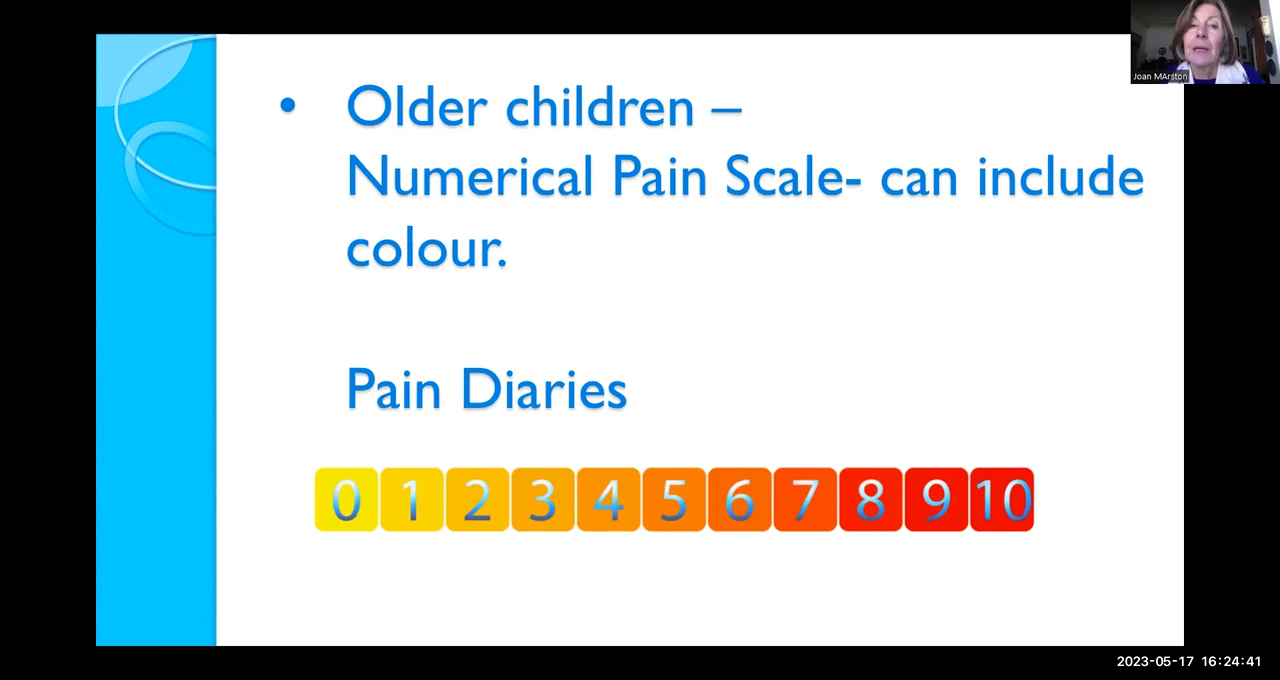 Joan MArston
• Older children –
Numerical Pain Scale- can include
colour.
Pain Diaries
0 1 2 3 4 5 6 7 8 9 10
2023-05-17 16:24:41